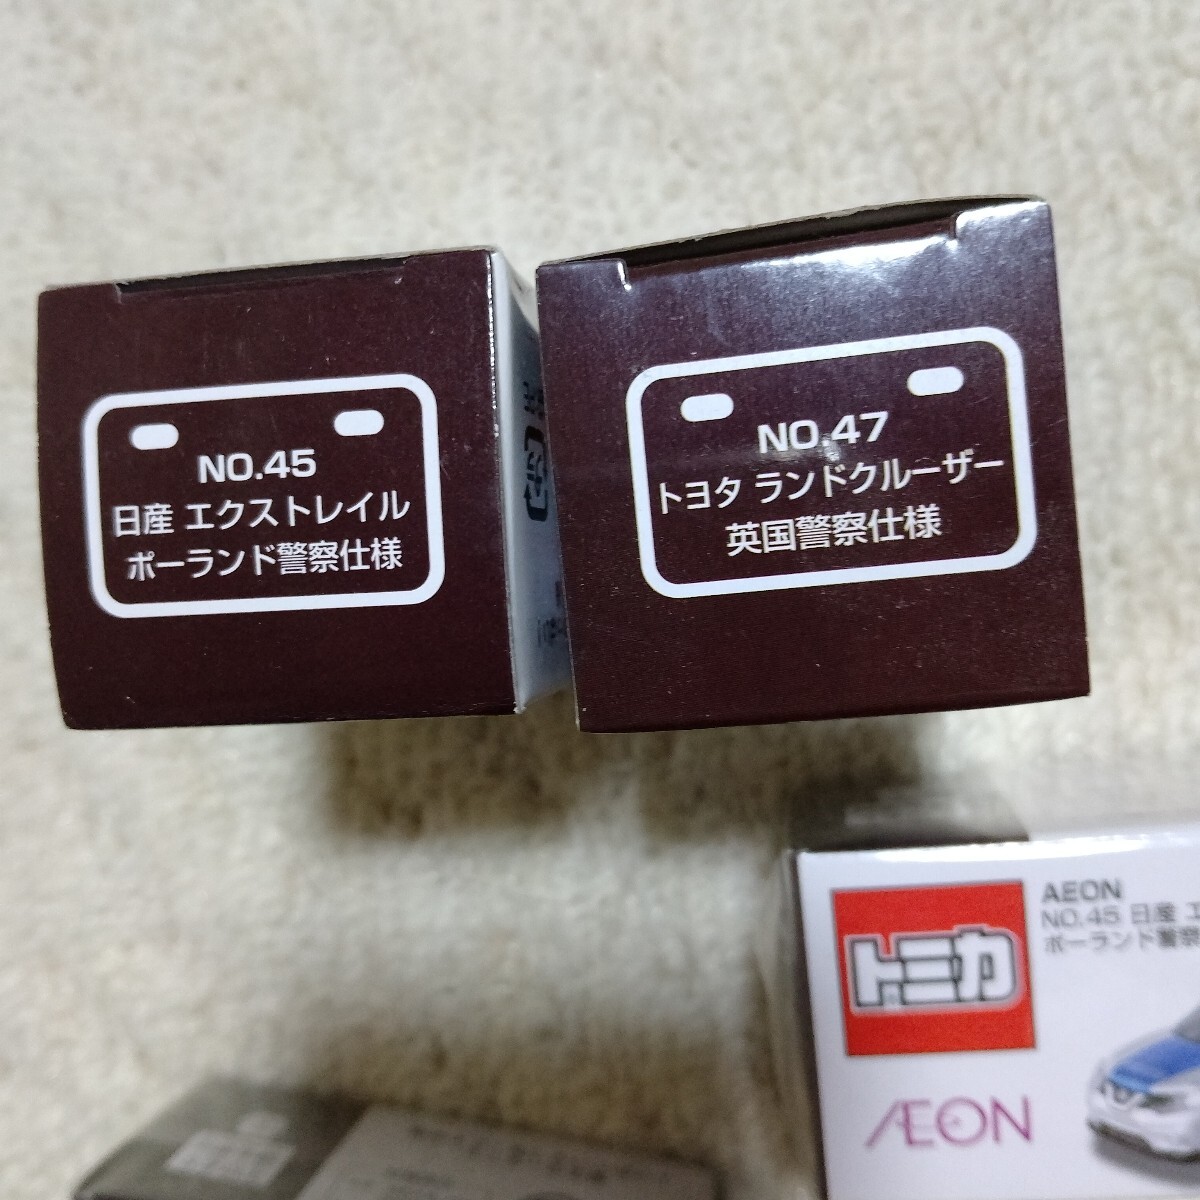 NO.45
日産 エクストレイル
ポーランド警察仕様
NO.47
トヨタ ランドクルーザー
英国警察仕様
AEON
NO.45 日産 エ
ポーランド警察
トミカ
ÆON